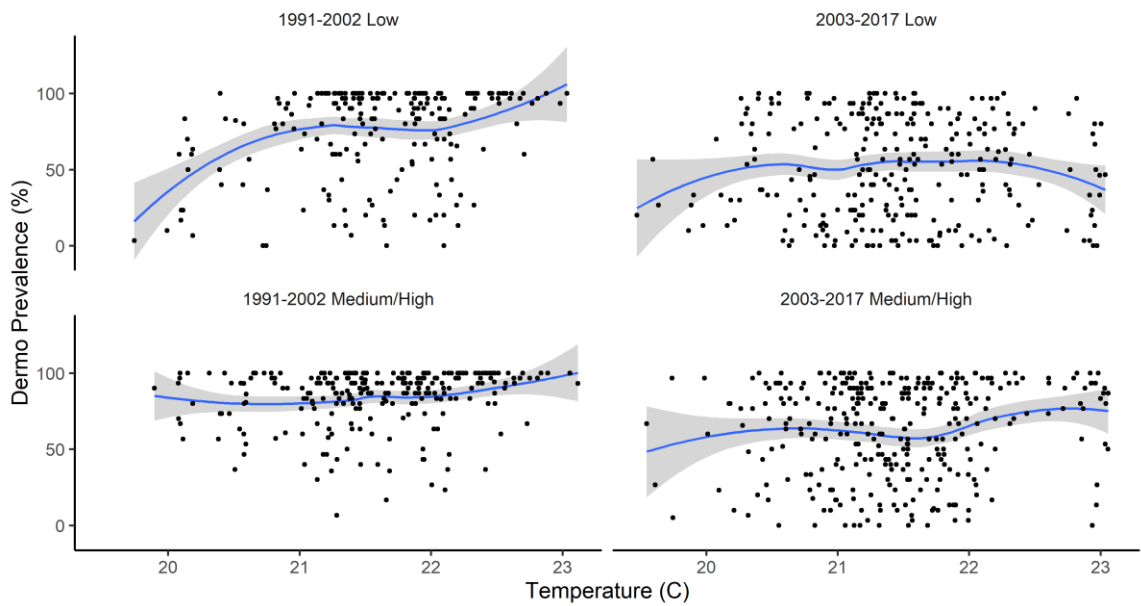 1991-2002 Low
2003-2017 Low
100
50
0
1991-2002 Medium/High
2003-2017 Medium/High
100
50
0
Dermo Prevalence (%)
20 21 22 23 20 21 22 23
Temperature (C)